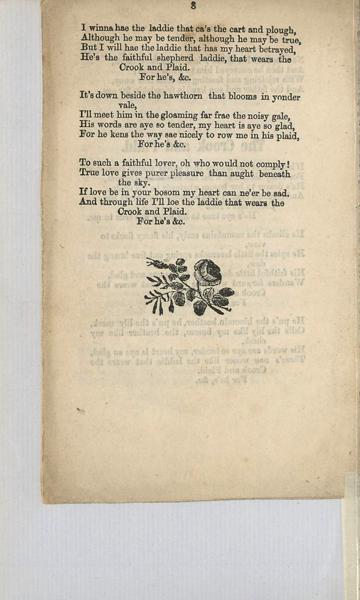 8
I winna hae the laddie that ca's the cart and plough,
Although he may be tender, although he may be true,
But I will hae the laddie that has my heart betrayed,
He's the faithful shepherd laddie, that wears the
Crook and Plaid.
For he's, &c.
It's down beside the hawthorn that blooms in yonder
vale,
I'll meet him in the gloaming far frae the noisy gale,
His words are aye so tender, my heart is aye sae glad,
For he kens the way sae nicely to row me in his plaid,
For he's &c.
To such a faithful lover, oh who would not comply!
True love gives purer pleasure than aught beneath
the sky.
If love be in your bosom my heart can ne'er be sad.
And through life I'll loe the laddie that wears the
Crook and Plaid.
For he's &c.